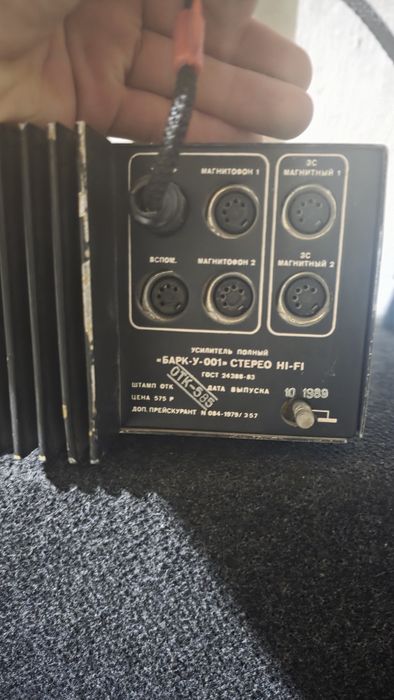 МАГНИТОФОН 1
ЗС
МАГНИТНЫЙ 1
ВСПОМ.
МАГНИТОФОН 2
ЗС
МАГНИТНЫЙ 2
УСИЛИТЕЛЬ ПОЛНЫЙ
«БАРК-У-001» СТЕРЕО HI-FI
ГОСТ 24388-83
ШТАМП ОТК
ОТК-585
ДАТА ВЫПУСКА 10 1989
ЦЕНА 575 Р
ДОП. ПРЕЙСКУРАНТ N 084-1979/357